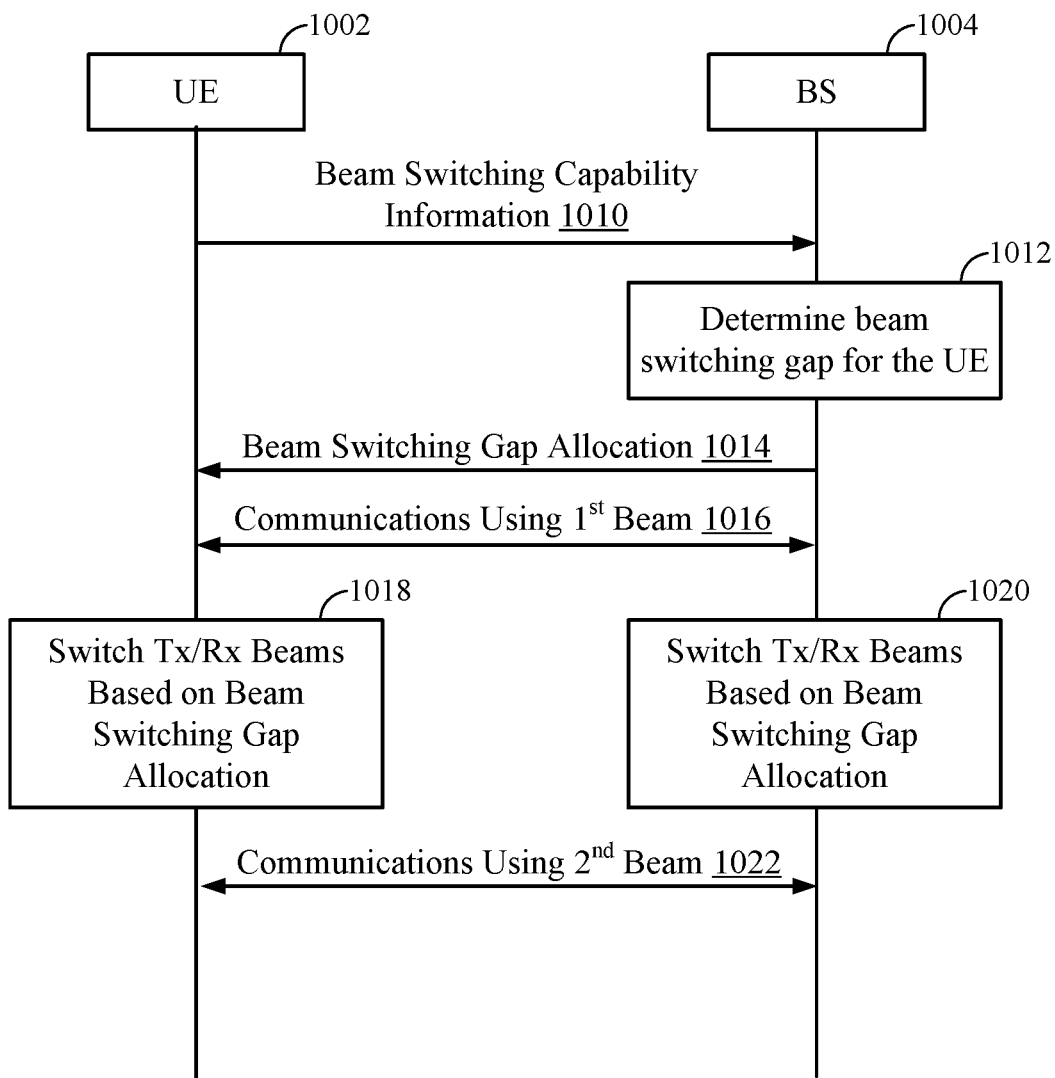 1002
1004
UE
BS
Beam Switching Capability
Information 1010
1012
Determine beam
switching gap for the UE
Beam Switching Gap Allocation 1014
Communications Using 1st Beam 1016
1018
1020
Switch Tx/Rx Beams
Based on Beam
Switching Gap
Allocation
Switch Tx/Rx Beams
Based on Beam
Switching Gap
Allocation
Communications Using 2nd Beam 1022